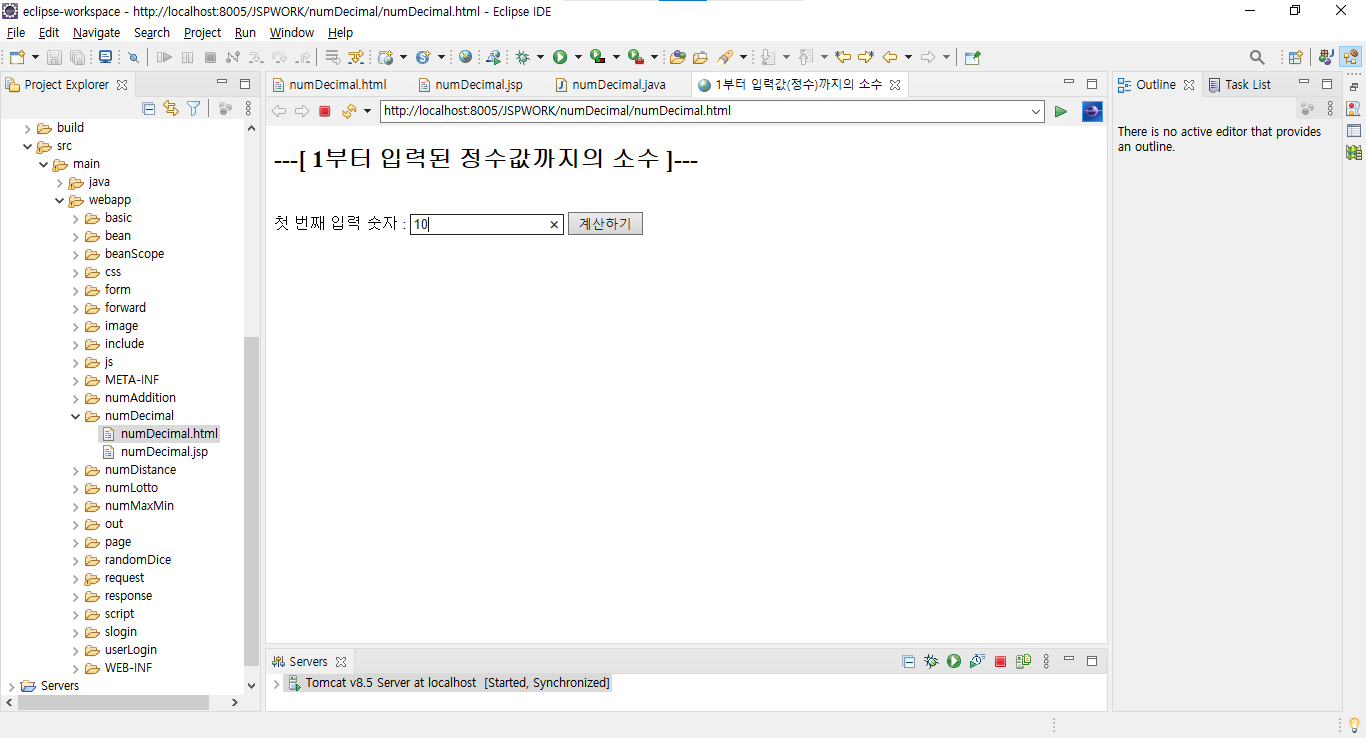 eclipse-workspace - http://localhost:8005/JSPWORK/numDecimal/numDecimal.html - Eclipse IDE
File Edit Navigate Search Project Run Window Help
Project Explorer
build
src
main
java
webapp
basic
bean
beanScope
css
form
forward
image
include
js
META-INF
numAddition
numDecimal
numDecimal.html
numDecimal.jsp
numDistance
numLotto
numMaxMin
out
page
randomDice
request
response
script
slogin
userLogin
WEB-INF
Servers
numDecimal.html numDecimal.jsp numDecimal.java 1부터 입력값(정수)까지의 소수
http://localhost:8005/JSPWORK/numDecimal/numDecimal.html
---[ 1부터 입력된 정수값까지의 소수 ]---
첫 번째 입력 숫자 : 10 계산하기
Servers
Tomcat v8.5 Server at localhost [Started, Synchronized]
Outline Task List
There is no active editor that provides
an outline.